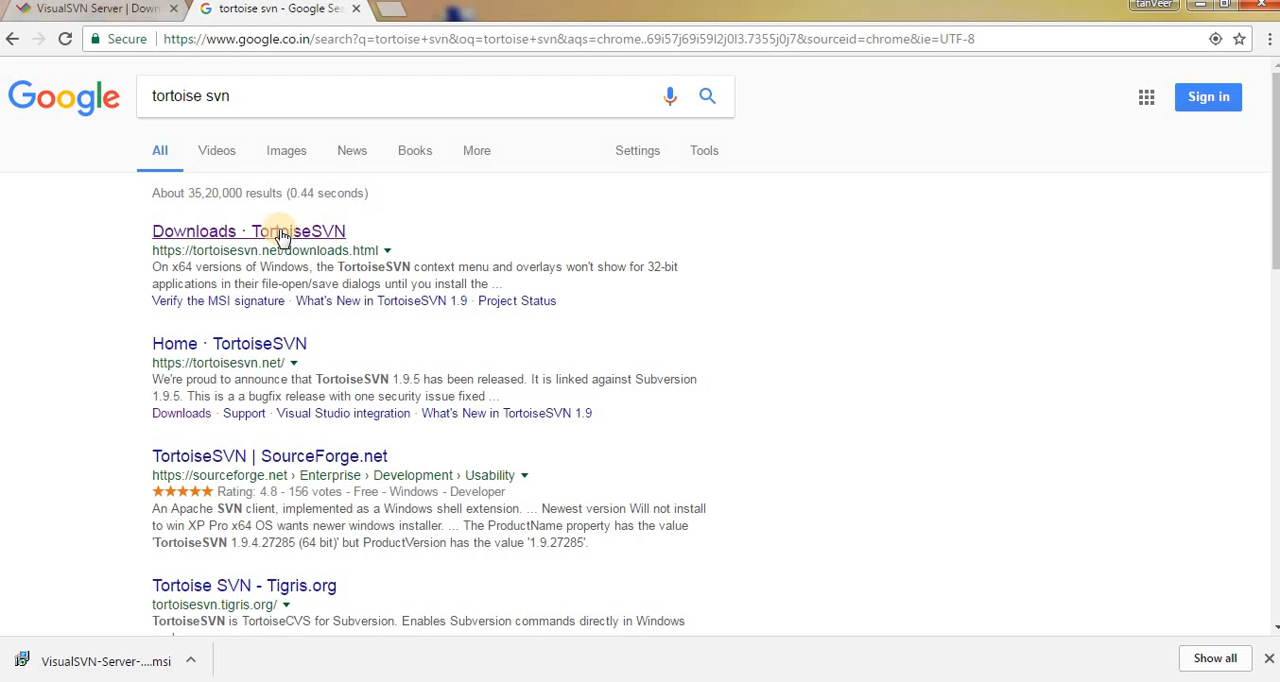 VisualSVN Server | Down
tortoise svn - Google Sea
tanVeer
Secure https://www.google.co.in/search?q=tortoise+svn&oq=tortoise+svn&aqs=chrome..69i57j69i59l2j0l3.7355j0j7&sourceid=chrome&ie=UTF-8
Google
tortoise svn
Sign in
All Videos Images News Books More Settings Tools
About 35,20,000 results (0.44 seconds)
Downloads · TortoiseSVN
https://tortoisesvn.net/downloads.html
On x64 versions of Windows, the TortoiseSVN context menu and overlays won't show for 32-bit
applications in their file-open/save dialogs until you install the ...
Verify the MSI signature · What's New in TortoiseSVN 1.9 · Project Status
Home · TortoiseSVN
https://tortoisesvn.net/
We're proud to announce that TortoiseSVN 1.9.5 has been released. It is linked against Subversion
1.9.5. This is a a bugfix release with one security issue fixed ...
Downloads · Support · Visual Studio integration · What's New in TortoiseSVN 1.9
TortoiseSVN | SourceForge.net
https://sourceforge.net › Enterprise › Development › Usability
Rating: 4.8 - 156 votes - Free - Windows - Developer
An Apache SVN client, implemented as a Windows shell extension. ... Newest version Will not install
to win XP Pro x64 OS wants newer windows installer. ... The ProductName property has the value
'TortoiseSVN 1.9.4.27285 (64 bit)' but ProductVersion has the value '1.9.27285'.
Tortoise SVN - Tigris.org
tortoisesvn.tigris.org/
TortoiseSVN is TortoiseCVS for Subversion. Enables Subversion commands directly in Windows
VisualSVN-Server-....msi
Show all